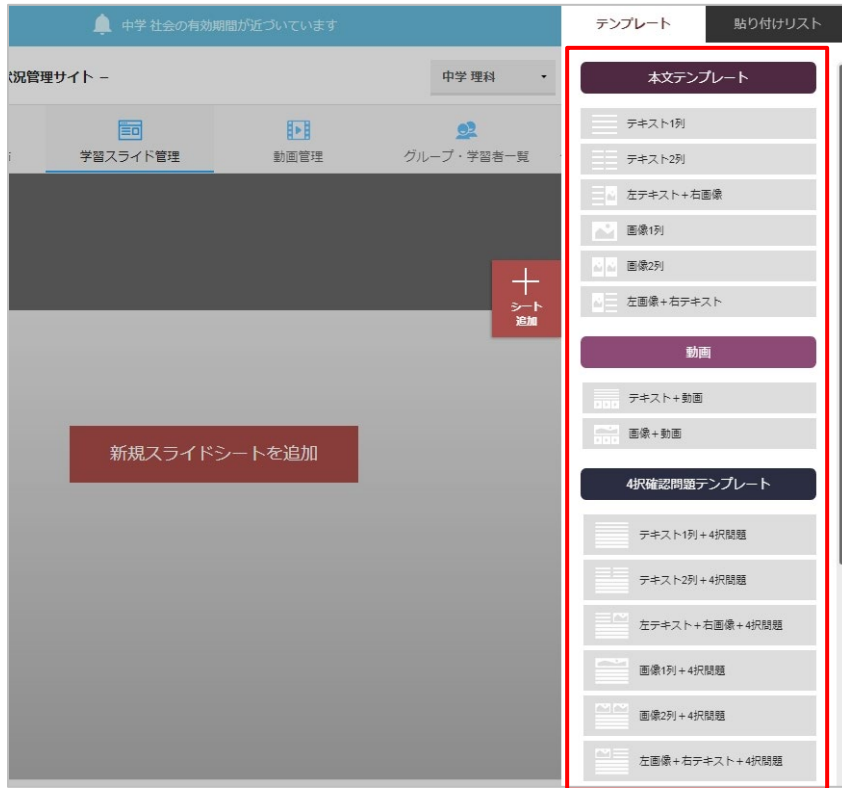 中学 社会の有効期間が近づいています
テンプレート
貼り付けリスト
況管理サイト −
中学 理科
学習スライド管理
動画管理
グループ・学習者一覧
シート
追加
新規スライドシートを追加
本文テンプレート
テキスト1列
テキスト2列
左テキスト+右画像
画像1列
画像2列
左画像+右テキスト
動画
テキスト+動画
画像+動画
4択確認問題テンプレート
テキスト1列+4択問題
テキスト2列+4択問題
左テキスト+右画像+4択問題
画像1列+4択問題
画像2列+4択問題
左画像+右テキスト+4択問題